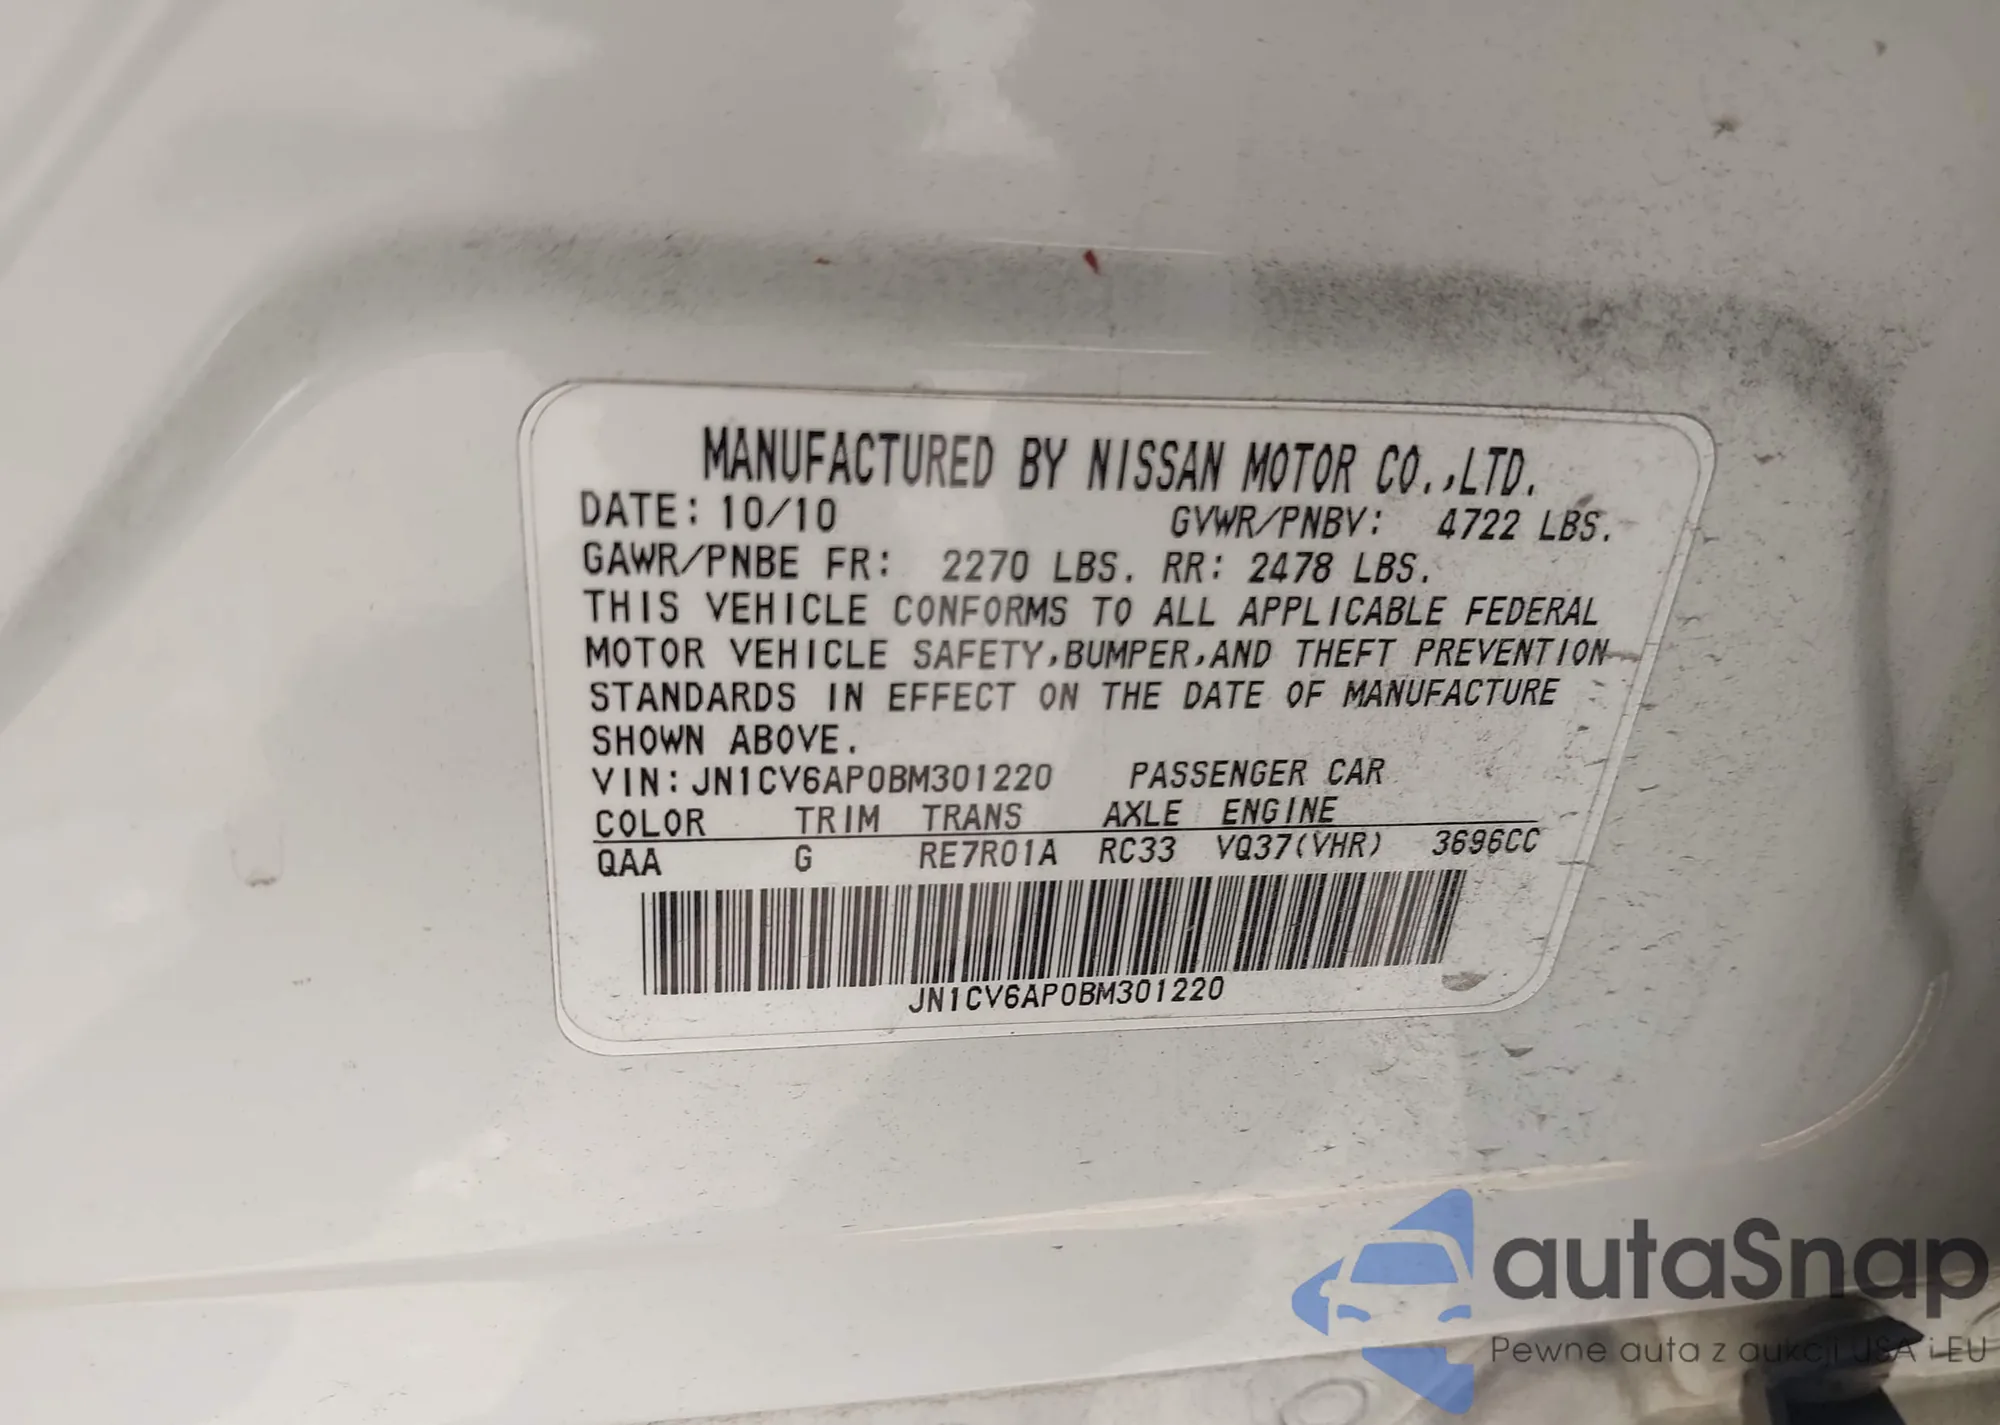 MANUFACTURED BY NISSAN MOTOR CO.,LTD.
DATE: 10/10 GVWR/PNBV: 4722 LBS.
GAWR/PNBE FR: 2270 LBS. RR: 2478 LBS.
THIS VEHICLE CONFORMS TO ALL APPLICABLE FEDERAL
MOTOR VEHICLE SAFETY,BUMPER,AND THEFT PREVENTION
STANDARDS IN EFFECT ON THE DATE OF MANUFACTURE
SHOWN ABOVE.
VIN:JN1CV6AP0BM301220 PASSENGER CAR
COLOR TRIM TRANS AXLE ENGINE
QAA G RE7R01A RC33 VQ37(VHR) 3696CC
JN1CV6AP0BM301220
autaSnap
Pewne auta z aukcji USA i EU